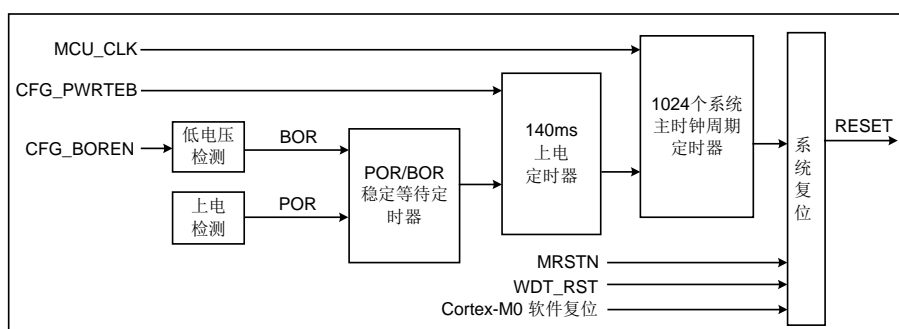 MCU_CLK
CFG_PWRTEB
CFG_BOREN
低电压
检测
BOR
上电
检测
POR
POR/BOR
稳定等待定
时器
140ms
上电
定时器
1024个系统
主时钟周期
定时器
系
统
复
位
RESET
MRSTN
WDT_RST
Cortex-M0 软件复位